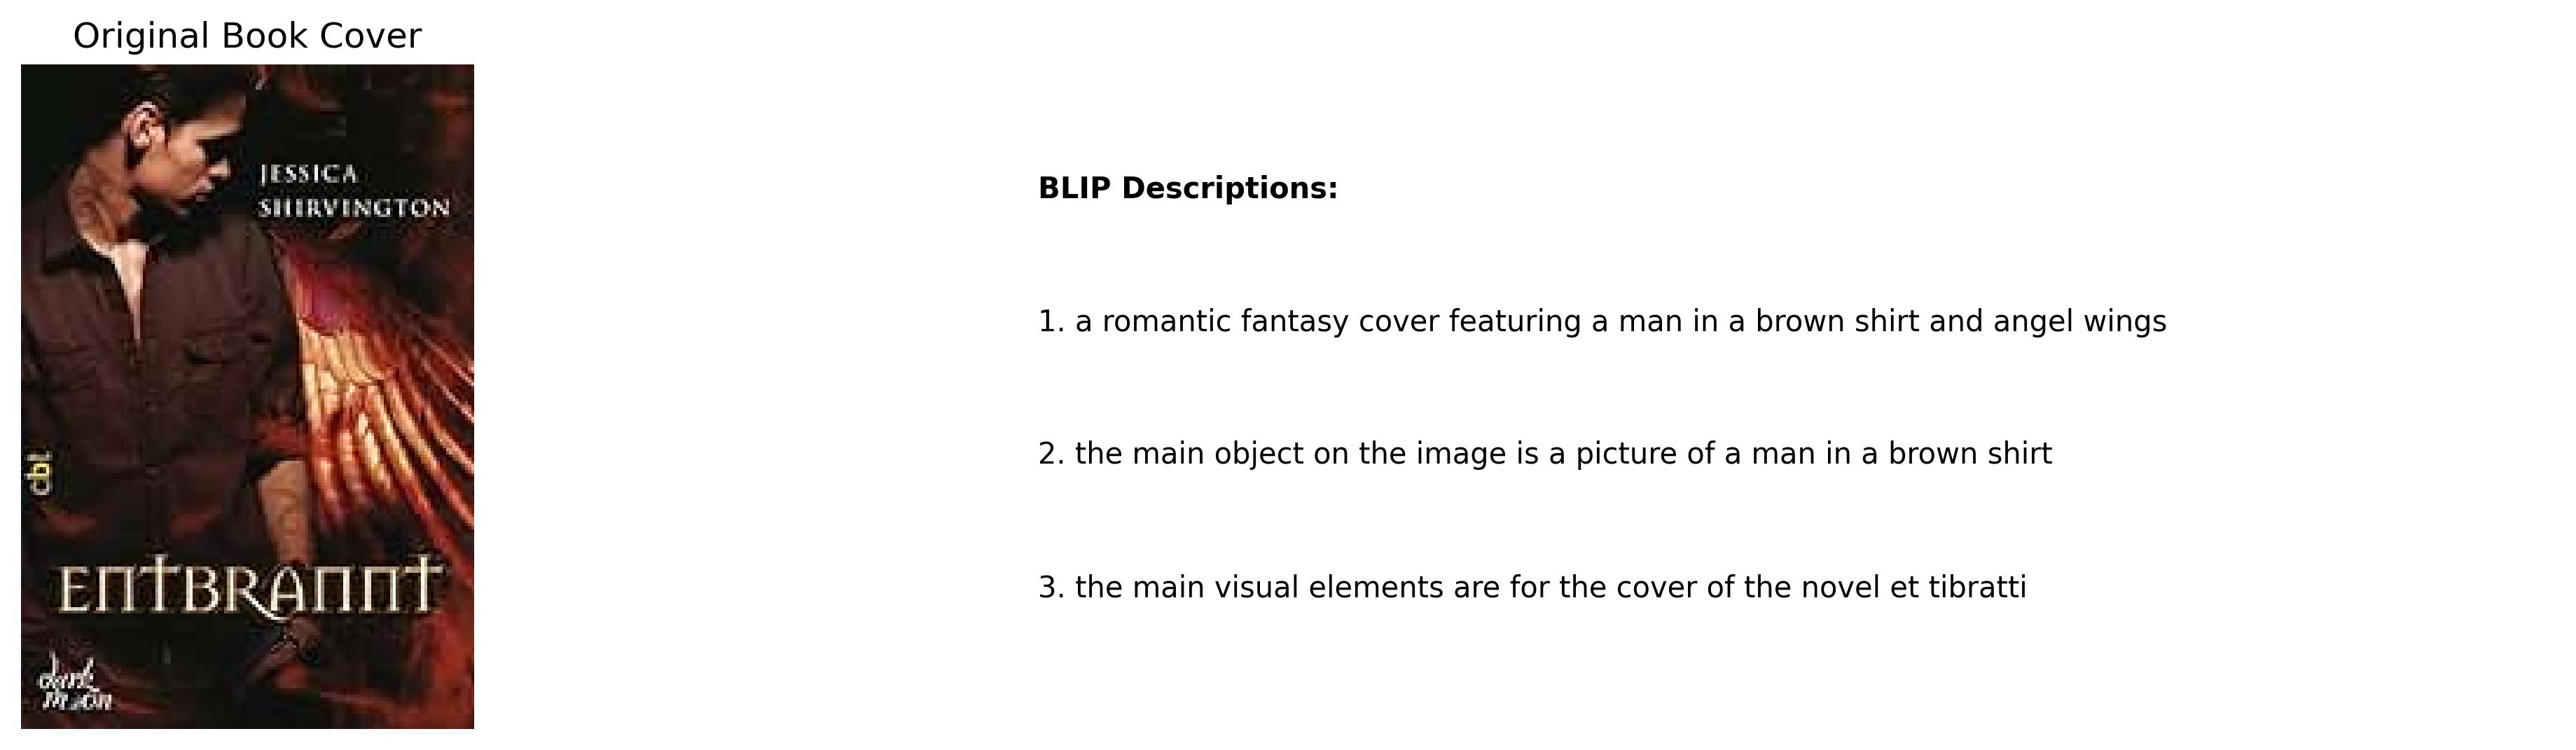 Original Book Cover
JESSICA
SHIRVINGTON
cbt
ENTBRANNT
dark
moon
BLIP Descriptions:
1. a romantic fantasy cover featuring a man in a brown shirt and angel wings
2. the main object on the image is a picture of a man in a brown shirt
3. the main visual elements are for the cover of the novel et tibratti